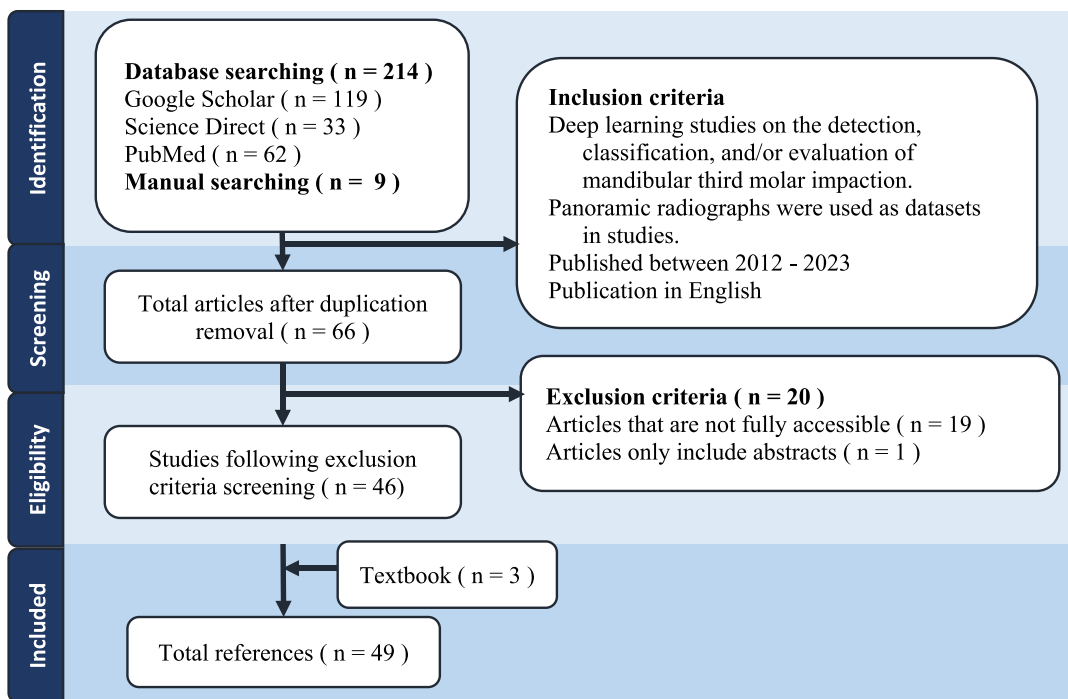 Identification
Database searching ( n = 214 )
Google Scholar ( n = 119 )
Science Direct ( n = 33 )
PubMed ( n = 62 )
Manual searching ( n =  9 )
Inclusion criteria
Deep learning studies on the detection,
classification, and/or evaluation of
mandibular third molar impaction.
Panoramic radiographs were used as datasets
in studies.
Published between 2012 - 2023
Publication in English
Screening
Total articles after duplication
removal ( n = 66 )
Exclusion criteria ( n = 20 )
Articles that are not fully accessible ( n = 19 )
Articles only include abstracts ( n = 1 )
Eligibility
Studies following exclusion
criteria screening ( n = 46)
Included
Textbook ( n = 3 )
Total references ( n = 49 )